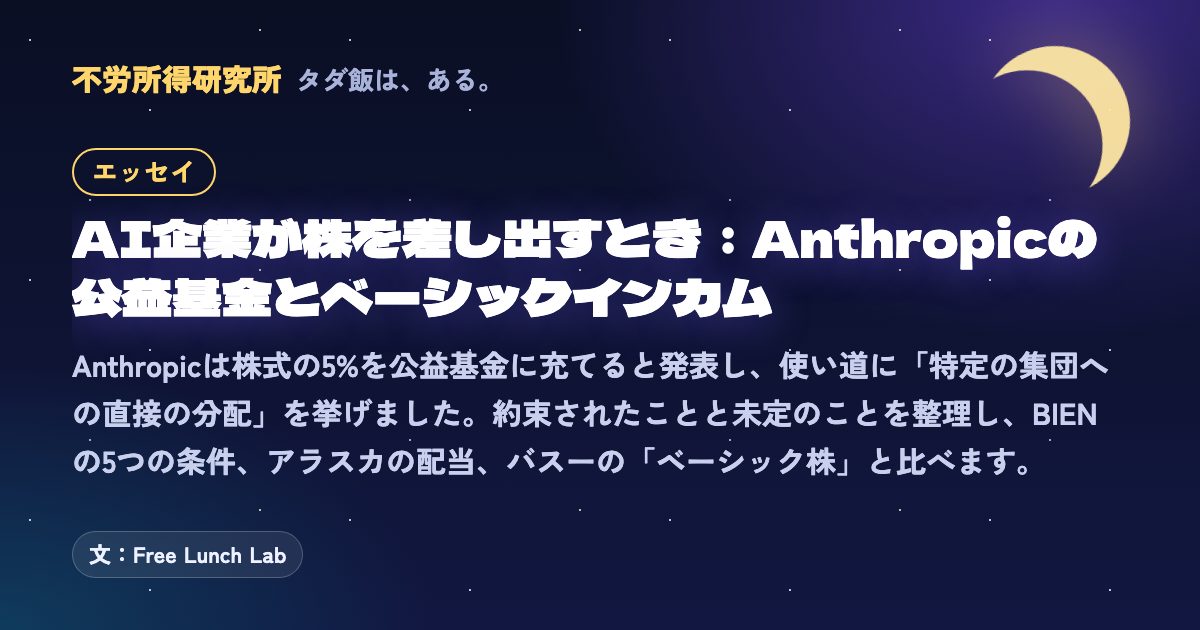 不労所得研究所 タダ飯は、ある。
エッセイ
AI企業が株を差し出すとき：Anthropicの
公益基金とベーシックインカム
Anthropicは株式の5%を公益基金に充てると発表し、使い道に「特定の集団へ
の直接の分配」を挙げました。約束されたことと未定のことを整理し、BIEN
の5つの条件、アラスカの配当、バスーの「ベーシック株」と比べます。
文：Free Lunch Lab